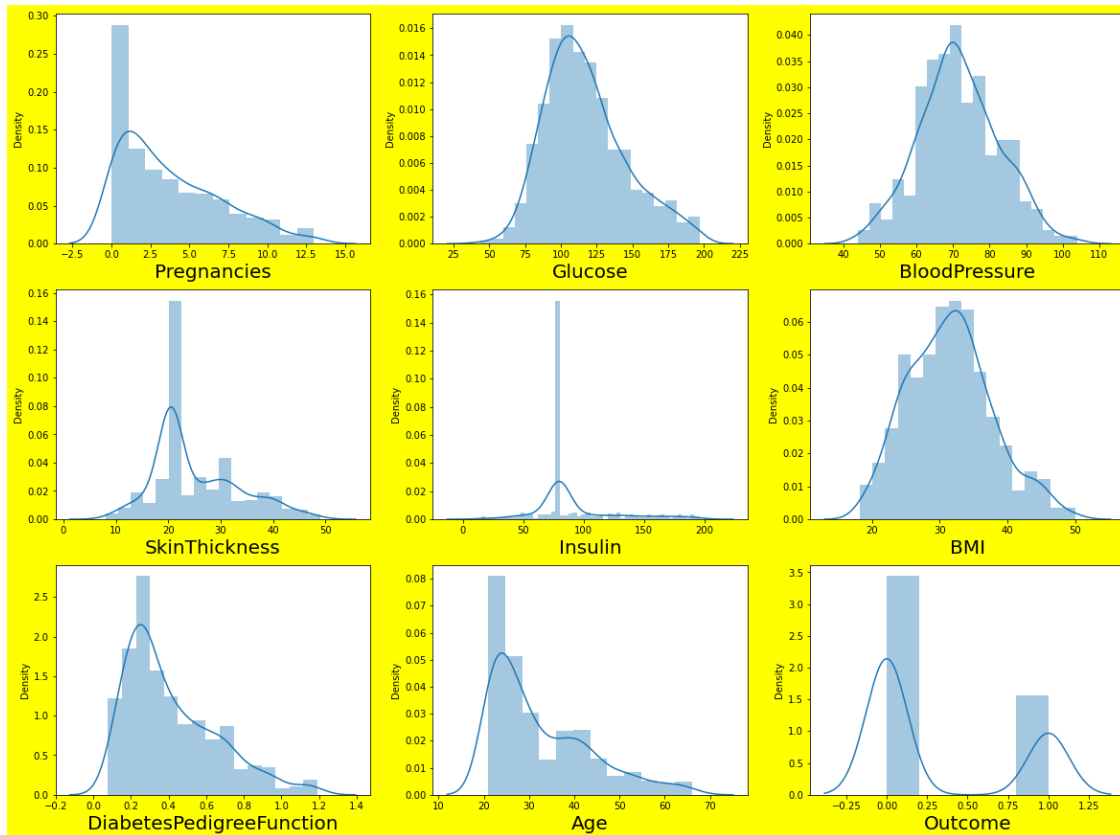 0.30
0.25
0.20
0.15
0.10
0.05
0.00
Density
−2.5 0.0 2.5 5.0 7.5 10.0 12.5 15.0
Pregnancies
0.016
0.014
0.012
0.010
0.008
0.006
0.004
0.002
0.000
Density
25 50 75 100 125 150 175 200 225
Glucose
0.040
0.035
0.030
0.025
0.020
0.015
0.010
0.005
0.000
Density
40 50 60 70 80 90 100 110
BloodPressure
0.16
0.14
0.12
0.10
0.08
0.06
0.04
0.02
0.00
Density
0 10 20 30 40 50
SkinThickness
0.16
0.14
0.12
0.10
0.08
0.06
0.04
0.02
0.00
Density
0 50 100 150 200
Insulin
0.06
0.05
0.04
0.03
0.02
0.01
0.00
Density
20 30 40 50
BMI
2.5
2.0
1.5
1.0
0.5
0.0
Density
−0.2 0.0 0.2 0.4 0.6 0.8 1.0 1.2 1.4
DiabetesPedigreeFunction
0.08
0.07
0.06
0.05
0.04
0.03
0.02
0.01
0.00
Density
10 20 30 40 50 60 70
Age
3.5
3.0
2.5
2.0
1.5
1.0
0.5
0.0
Density
−0.25 0.00 0.25 0.50 0.75 1.00 1.25
Outcome